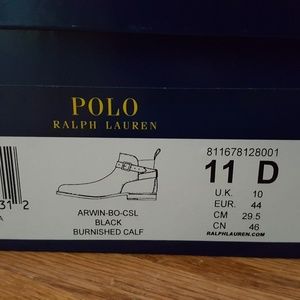 POLO
RALPH LAUREN
811678128001
11 D
U.K. 10
EUR. 44
CM 29.5
CN 46
RALPHLAUREN.COM
31 2
A
ARWIN-BO-CSL
BLACK
BURNISHED CALF